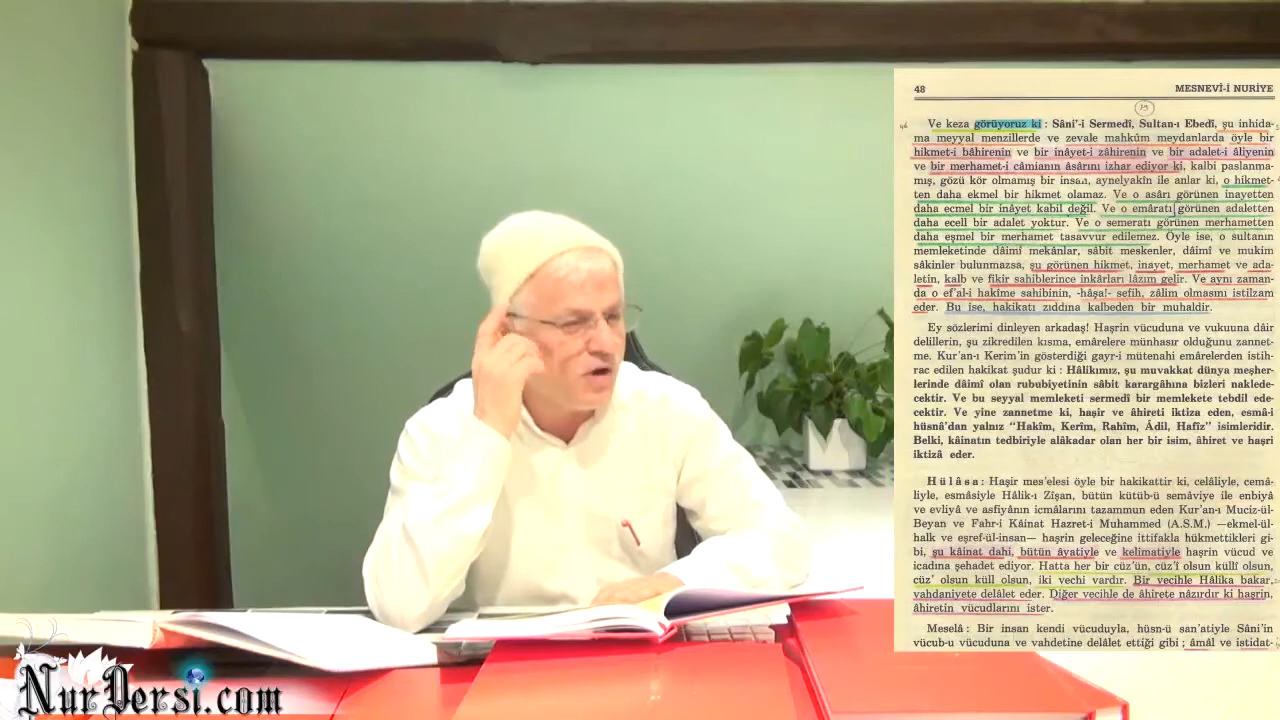 48 MESNEVÎ-İ NURİYE
Ve keza görüyoruz ki : Sâni'-i Sermedî, Sultan-ı Ebedî, şu inhida-
ma meyyal menzillerde ve zevale mahkûm meydanlarda öyle bir
hikmet-i bâhirenin ve bir inâyet-i zâhirenin ve bir adalet-i âliyenin
ve bir merhamet-i câmianın âsârını izhar ediyor ki, kalbi paslanma-
mış, gözü kör olmamış bir insan, aynelyakîn ile anlar ki, o hikmet-
ten daha ekmel bir hikmet olamaz. Ve o asârı görünen inayetten
daha ecmel bir inâyet kabil değil. Ve o emâratı görünen adaletten
daha ecell bir adalet yoktur. Ve o semeratı görünen merhametten
daha eşmel bir merhamet tasavvur edilemez. Öyle ise, o sultanın
memleketinde dâimî mekânlar, sâbit meskenler, dâimî ve mukim
sâkinler bulunmazsa, şu görünen hikmet, inayet, merhamet ve ada-
letin, kalb ve fikir sahiblerince inkârları lâzım gelir. Ve aynı zaman-
da o ef'al-i hakîme sahibinin, -hâşa!- sefih, zâlim olmasını istilzam
eder. Bu ise, hakikatı zıddına kalbeden bir muhaldir.
Ey sözlerimi dinleyen arkadaş! Haşrin vücuduna ve vukuuna dâir
delillerin, şu zikredilen kısma, emârelere münhasır olduğunu zannet-
me. Kur'an-ı Kerim'in gösterdiği gayr-i mütenahi emârelerden istih-
rac edilen hakikat şudur ki : Hâlikımız, şu muvakkat dünya meşher-
lerinde dâimî olan rububiyetinin sâbit karargâhına bizleri naklede-
cektir. Ve bu seyyal memleketi sermedî bir memlekete tebdil ede-
cektir. Ve yine zannetme ki, haşir ve âhireti iktiza eden, esmâ-i
hüsnâ'dan yalnız "Hakîm, Kerîm, Rahîm, Âdil, Hafîz" isimleridir.
Belki, kâinatın tedbiriyle alâkadar olan her bir isim, âhiret ve haşri
iktizâ eder.
Hülâsa : Haşir mes'elesi öyle bir hakikattir ki, celâliyle, cemâ-
liyle, esmâsiyle Hâlik-ı Zîşan, bütün kütüb-ü semâviye ile enbiyâ
ve evliyâ ve asfiyânın icmâlarını tazammun eden Kur'an-ı Muciz-ül-
Beyan ve Fahr-i Kâinat Hazret-i Muhammed (A.S.M.) —ekmel-ül-
halk ve eşref-ül-insan— haşrin geleceğine ittifakla hükmettikleri gi-
bi, şu kâinat dahi, bütün âyatiyle ve kelimatiyle haşrin vücud ve
icadına şehadet ediyor. Hatta her bir cüz'ün, cüz'î olsun küllî olsun,
cüz' olsun küll olsun, iki vechi vardır. Bir vecihle Hâlika bakar,
vahdaniyete delâlet eder. Diğer vecihle de âhirete nâzırdır ki haşrin,
âhiretin vücudlarını ister.
Meselâ : Bir insan kendi vücuduyla, hüsn-ü san'atiyle Sâni'in
vücub-u vücuduna ve vahdetine delâlet ettiği gibi ; âmâl ve istidat-
NurDersi.com